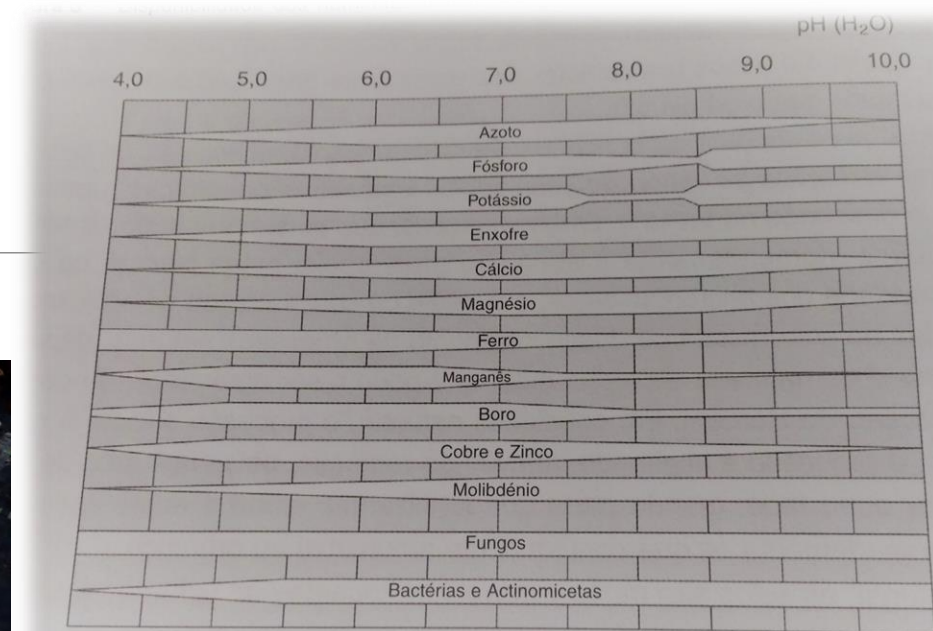 pH (H₂O)
4,0 5,0 6,0 7,0 8,0 9,0 10,0
Azoto
Fósforo
Potássio
Enxofre
Cálcio
Magnésio
Ferro
Manganês
Boro
Cobre e Zinco
Molibdénio
Fungos
Bactérias e Actinomicetas